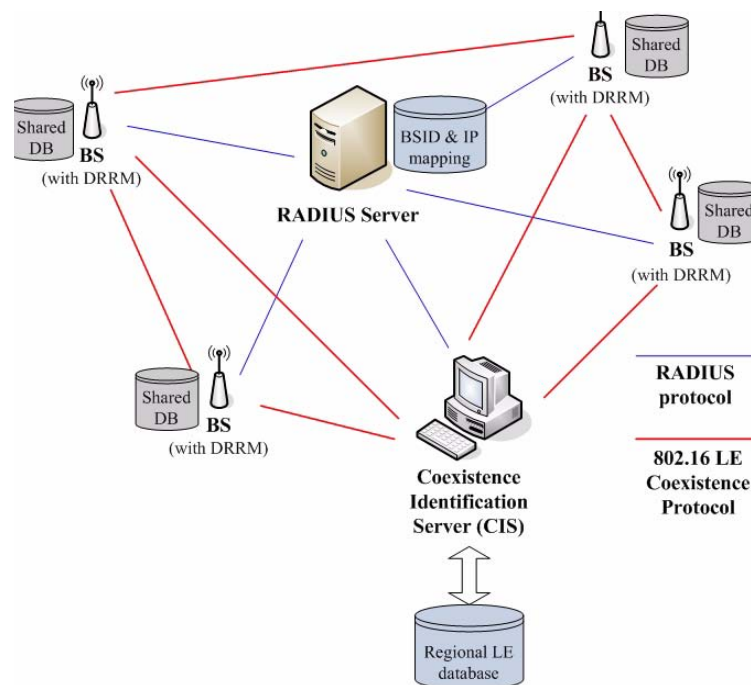 Shared
DB
BS
(with DRRM)
Shared
DB
BS
(with DRRM)
BSID & IP
mapping
RADIUS Server
Shared
DB
BS
(with DRRM)
Shared
DB
BS
(with DRRM)
RADIUS
protocol
802.16 LE
Coexistence
Protocol
Coexistence
Identification
Server (CIS)
Regional LE
database